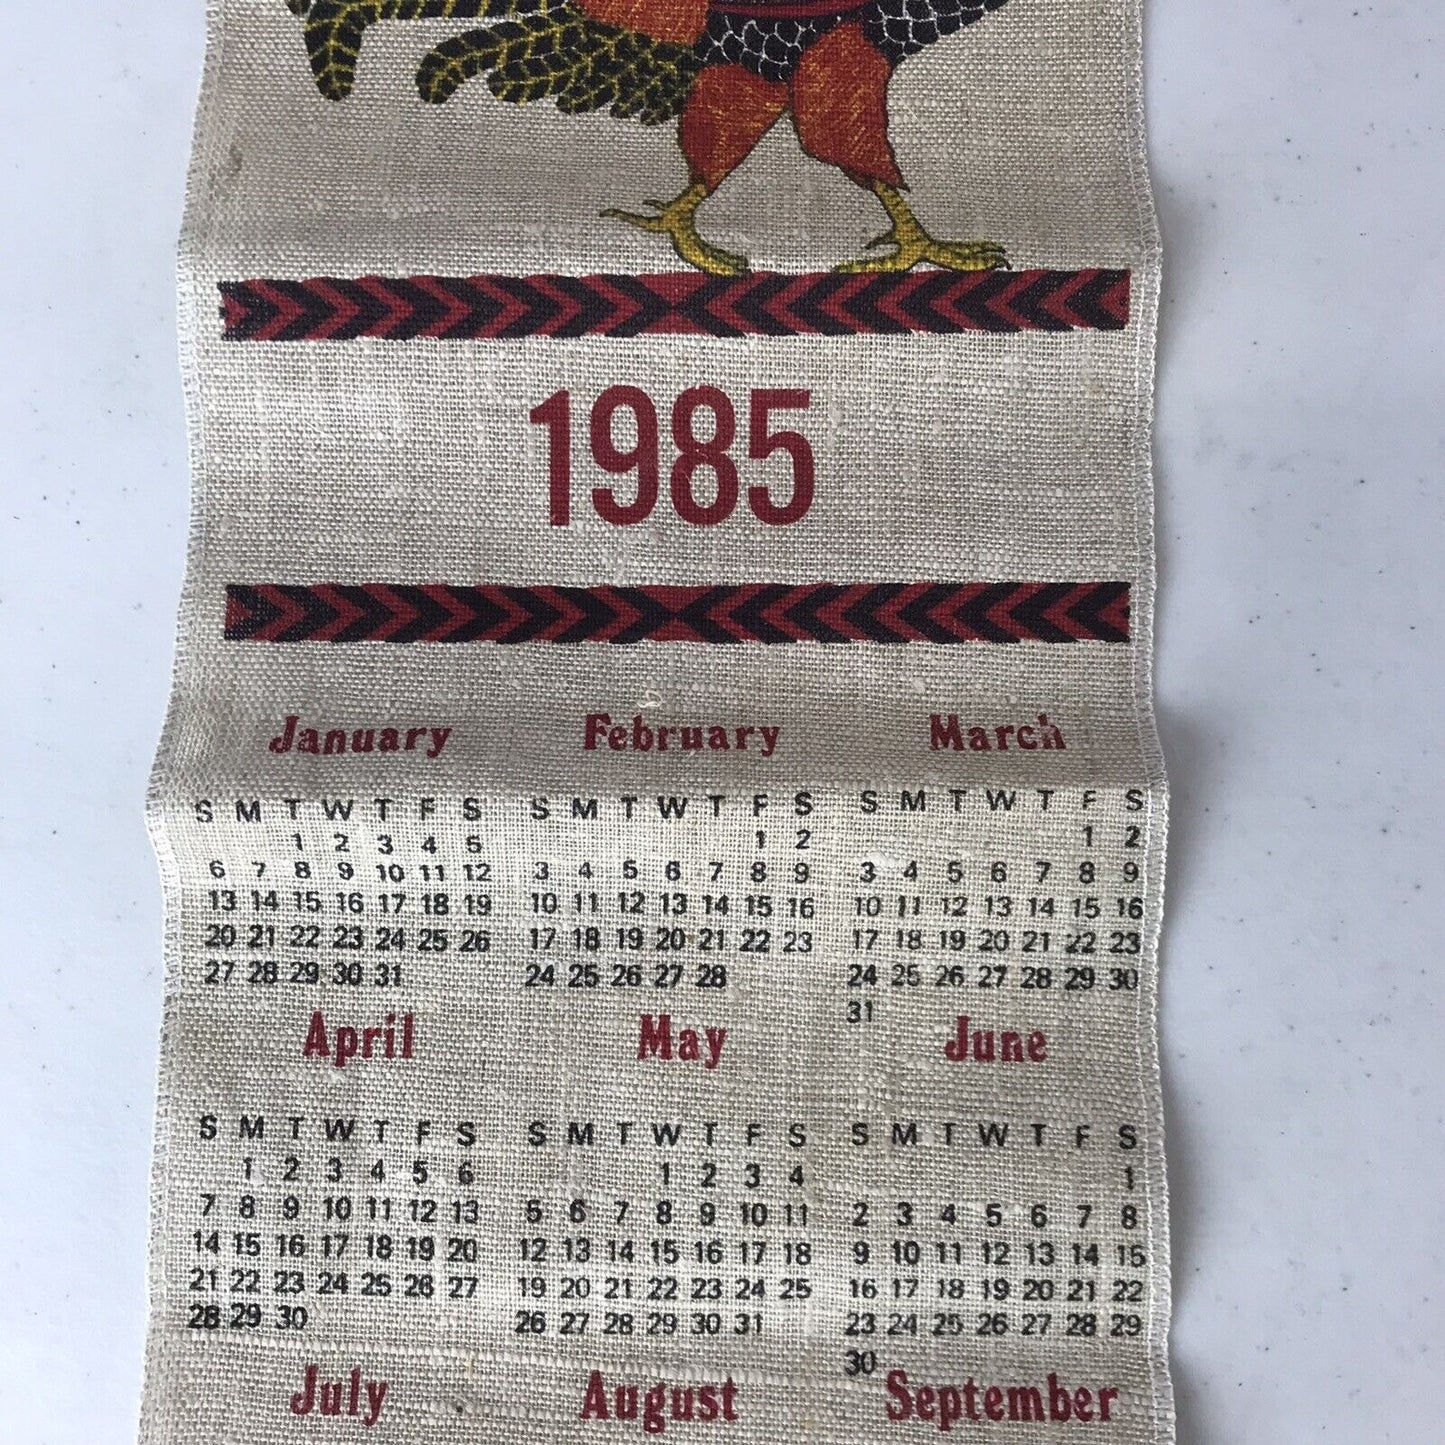 1985
January February March
S M T W T F S S M T W T F S S M T W T F S
1 2 3 4 5 1 2 1 2
6 7 8 9 10 11 12 3 4 5 6 7 8 9 3 4 5 6 7 8 9
13 14 15 16 17 18 19 10 11 12 13 14 15 16 10 11 12 13 14 15 16
20 21 22 23 24 25 26 17 18 19 20 21 22 23 17 18 19 20 21 22 23
27 28 29 30 31 24 25 26 27 28 24 25 26 27 28 29 30
31
April May June
S M T W T F S S M T W T F S S M T W T F S
1 2 3 4 5 6 1 2 3 4 1
7 8 9 10 11 12 13 5 6 7 8 9 10 11 2 3 4 5 6 7 8
14 15 16 17 18 19 20 12 13 14 15 16 17 18 9 10 11 12 13 14 15
21 22 23 24 25 26 27 19 20 21 22 23 24 25 16 17 18 19 20 21 22
28 29 30 26 27 28 29 30 31 23 24 25 26 27 28 29
30
July August September